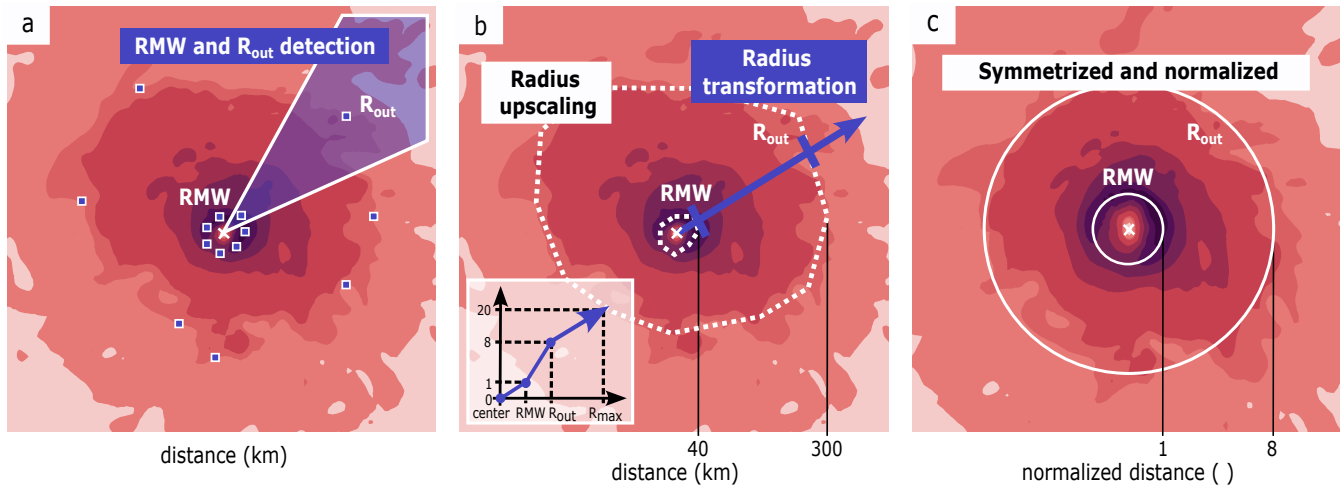 a
RMW and Rout detection
Rout
RMW
distance (km)
b
Radius
upscaling
Radius
transformation
Rout
RMW
20
8
1
0
center RMW Rout Rmax
40 300
distance (km)
c
Symmetrized and normalized
Rout
RMW
1 8
normalized distance ( )